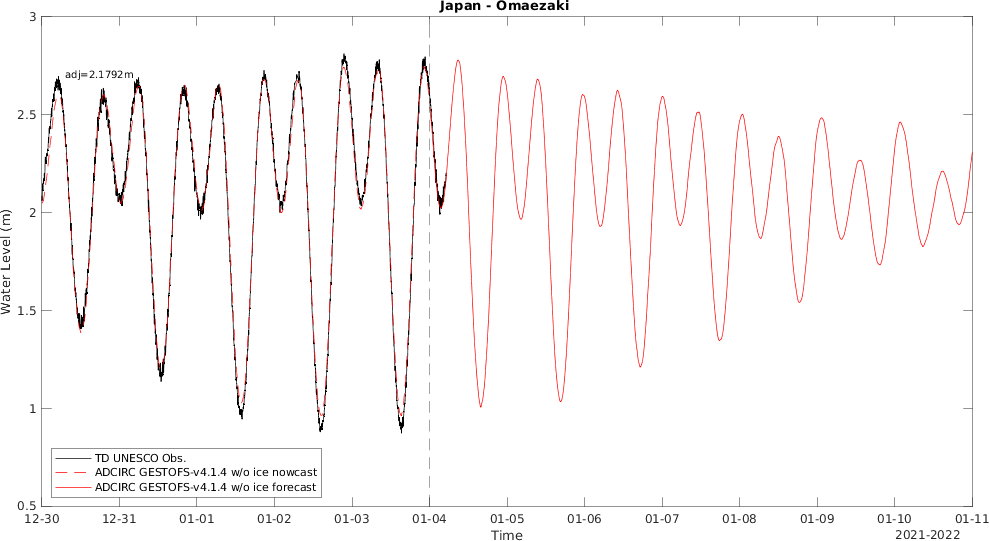 Japan - Omaezaki
adj=2.1792m
3
2.5
2
1.5
1
0.5
Water Level (m)
TD UNESCO Obs.
ADCIRC GESTOFS-v4.1.4 w/o ice nowcast
ADCIRC GESTOFS-v4.1.4 w/o ice forecast
12-30 12-31 01-01 01-02 01-03 01-04 01-05 01-06 01-07 01-08 01-09 01-10 01-11
Time
2021-2022